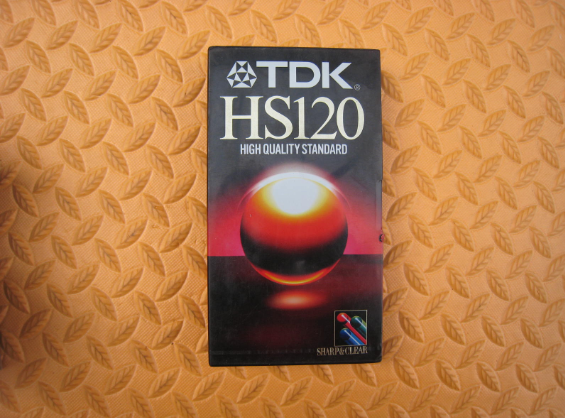 TDK®
HS120
HIGH QUALITY STANDARD
SHARP&CLEAR